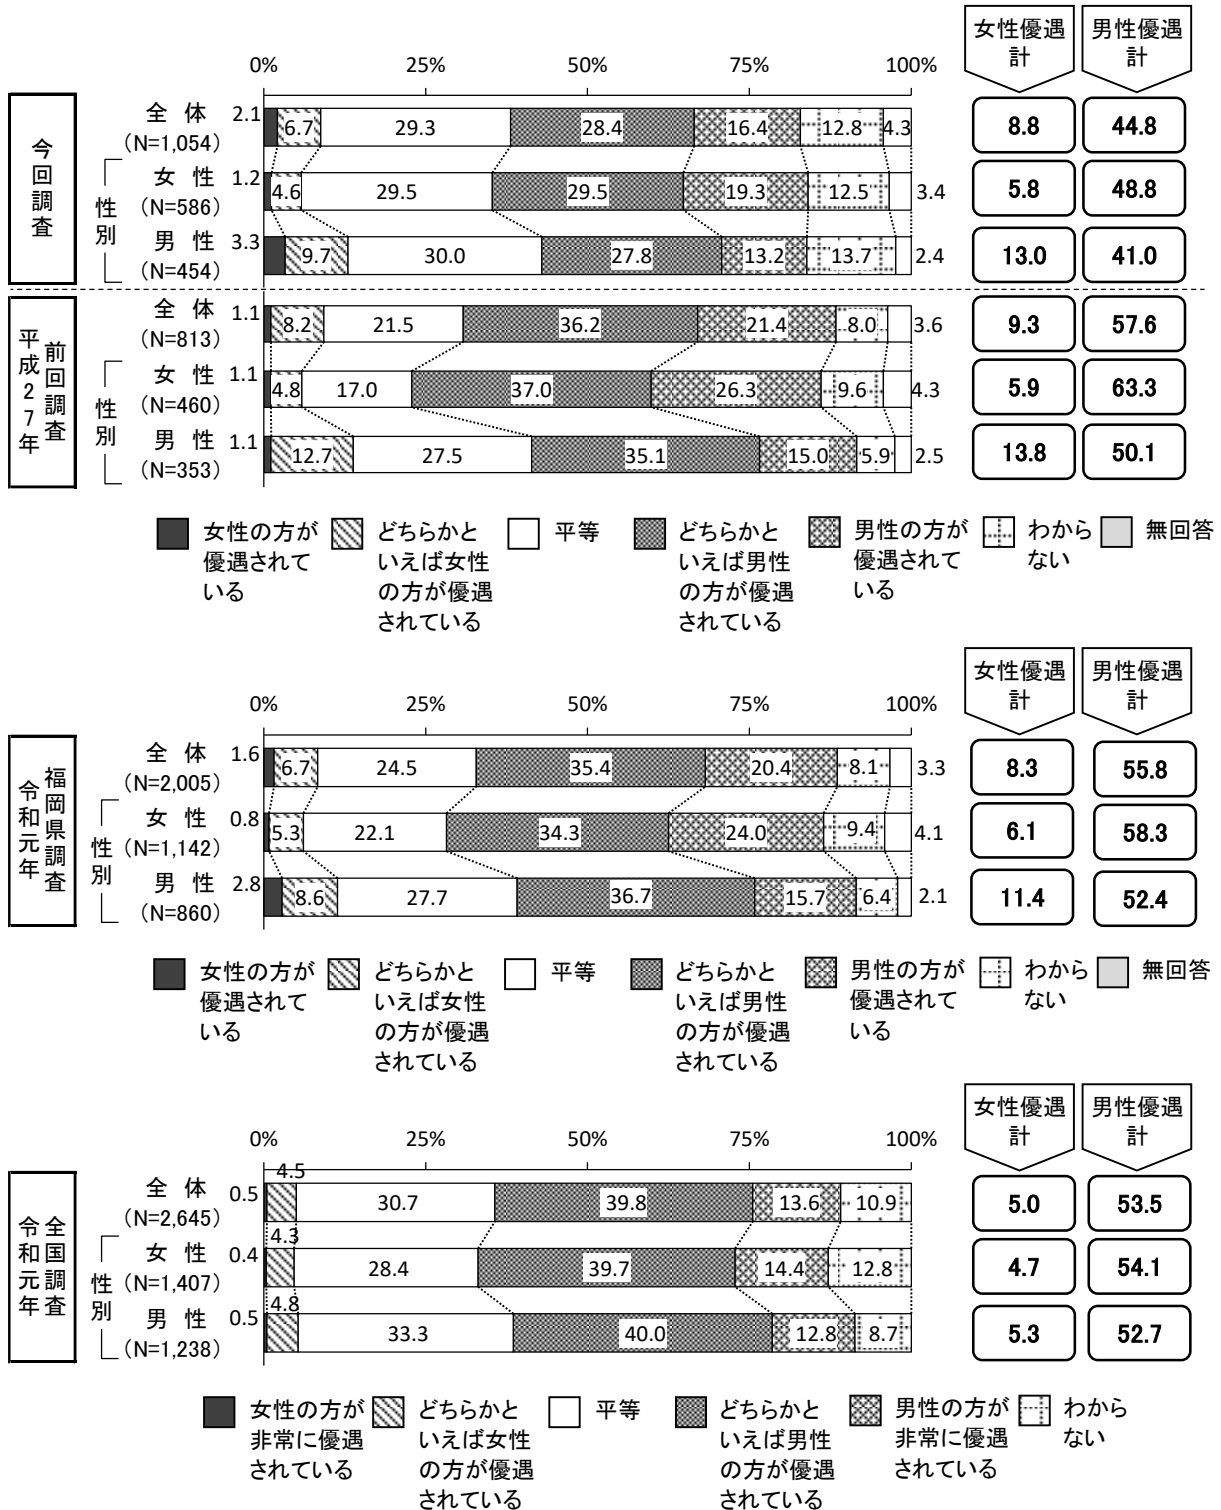 女性優遇 男性優遇
計 計
0% 25% 50% 75% 100%
今回調査
全 体 2.1 6.7 29.3 28.4 16.4 12.8 4.3 8.8 44.8
(N=1,054)
性別
女 性 1.2 4.6 29.5 29.5 19.3 12.5 3.4 5.8 48.8
(N=586)
男 性 3.3 9.7 30.0 27.8 13.2 13.7 2.4 13.0 41.0
(N=454)
前回調査
平成27年
全 体 1.1 8.2 21.5 36.2 21.4 8.0 3.6 9.3 57.6
(N=813)
性別
女 性 1.1 4.8 17.0 37.0 26.3 9.6 4.3 5.9 63.3
(N=460)
男 性 1.1 12.7 27.5 35.1 15.0 5.9 2.5 13.8 50.1
(N=353)
女性の方が どちらかと 平等 どちらかと 男性の方が わから 無回答
優遇されて いえば女性 いえば男性 優遇されて ない
いる の方が優遇 の方が優遇 いる
されている されている
女性優遇 男性優遇
計 計
0% 25% 50% 75% 100%
福岡県調査
令和元年
全 体 1.6 6.7 24.5 35.4 20.4 8.1 3.3 8.3 55.8
(N=2,005)
性別
女 性 0.8 5.3 22.1 34.3 24.0 9.4 4.1 6.1 58.3
(N=1,142)
男 性 2.8 8.6 27.7 36.7 15.7 6.4 2.1 11.4 52.4
(N=860)
女性の方が どちらかと 平等 どちらかと 男性の方が わから 無回答
優遇されて いえば女性 いえば男性 優遇されて ない
いる の方が優遇 の方が優遇 いる
されている されている
女性優遇 男性優遇
計 計
0% 25% 50% 75% 100%
全国調査
令和元年
全 体 0.5 4.5 30.7 39.8 13.6 10.9 5.0 53.5
(N=2,645)
性別
女 性 0.4 4.3 28.4 39.7 14.4 12.8 4.7 54.1
(N=1,407)
男 性 0.5 4.8 33.3 40.0 12.8 8.7 5.3 52.7
(N=1,238)
女性の方が どちらかと 平等 どちらかと 男性の方が わから
非常に優遇 いえば女性 いえば男性 非常に優遇 ない
されている の方が優遇 の方が優遇 されている
されている されている